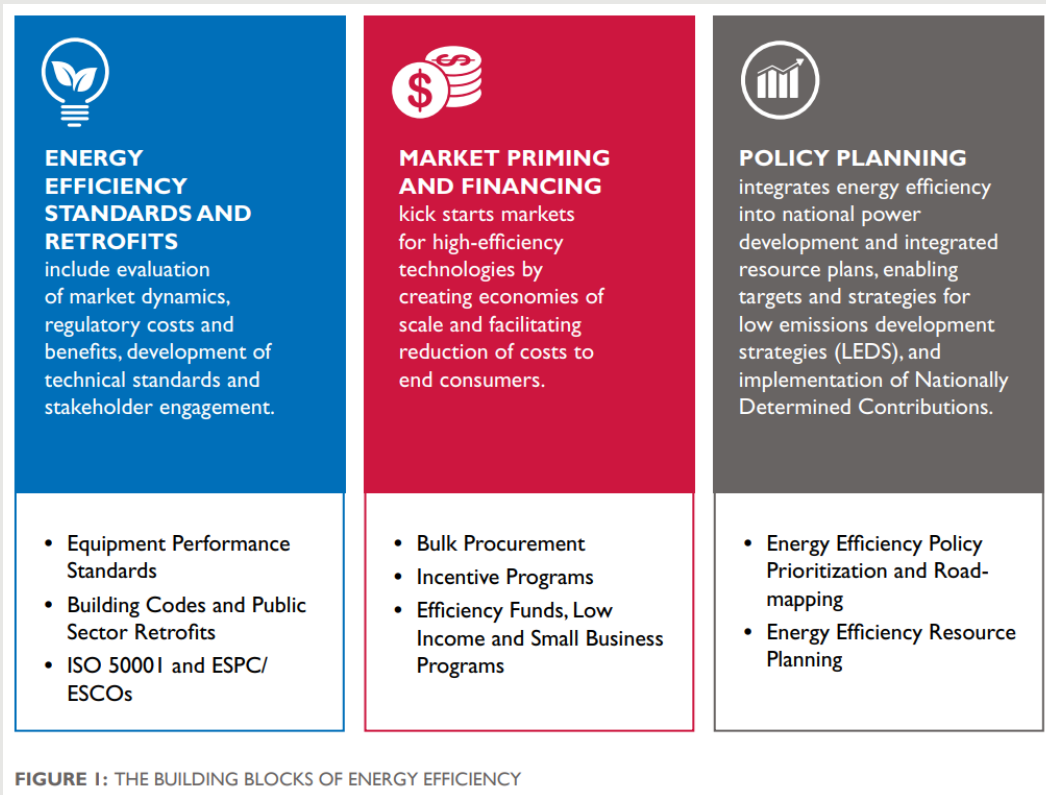 ENERGY
EFFICIENCY
STANDARDS AND
RETROFITS
include evaluation
of market dynamics,
regulatory costs and
benefits, development of
technical standards and
stakeholder engagement.
• Equipment Performance
Standards
• Building Codes and Public
Sector Retrofits
• ISO 50001 and ESPC/
ESCOs
$
$
MARKET PRIMING
AND FINANCING
kick starts markets
for high-efficiency
technologies by
creating economies of
scale and facilitating
reduction of costs to
end consumers.
• Bulk Procurement
• Incentive Programs
• Efficiency Funds, Low
Income and Small Business
Programs
POLICY PLANNING
integrates energy efficiency
into national power
development and integrated
resource plans, enabling
targets and strategies for
low emissions development
strategies (LEDS), and
implementation of Nationally
Determined Contributions.
• Energy Efficiency Policy
Prioritization and Road-
mapping
• Energy Efficiency Resource
Planning
FIGURE 1: THE BUILDING BLOCKS OF ENERGY EFFICIENCY